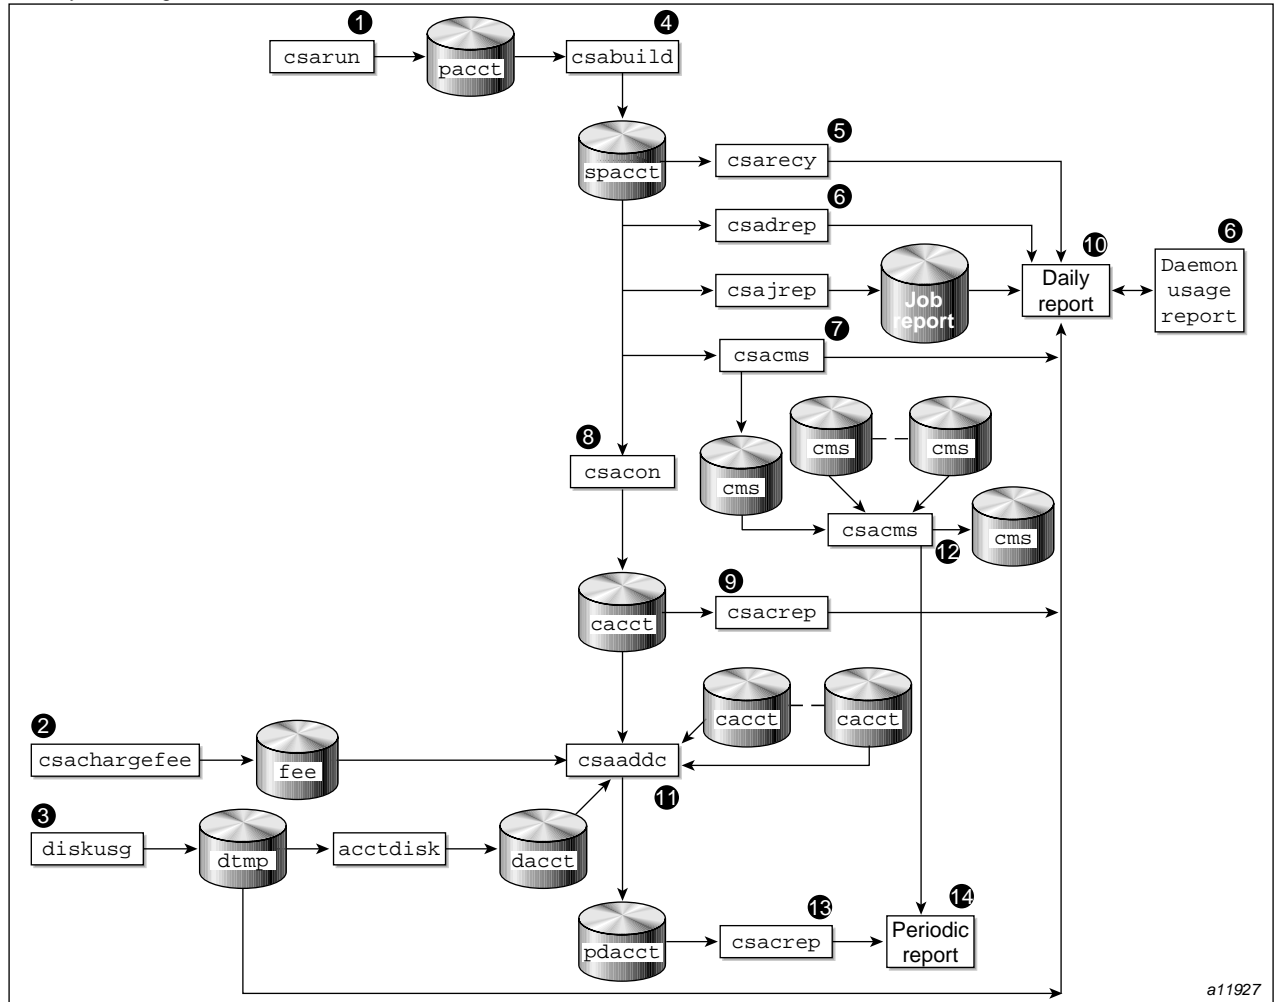 1
4
csarun
pacct
csabuild
5
spacct
csarecy
6
csadrep
10
6
Daily
report
Daemon
usage
report
csajrep
Job
report
7
csacms
8
csacon
cms
cms
cms
csacms
cms
12
9
cacct
csacrep
cacct
cacct
2
csachargefee
fee
csaaddc
11
3
diskusg
dtmp
acctdisk
dacct
13
14
pdacct
csacrep
Periodic
report
a11927